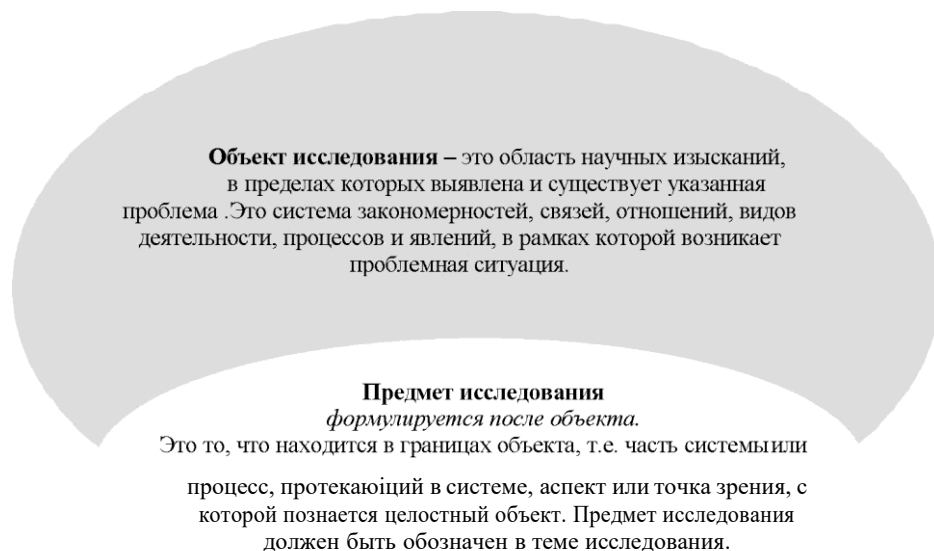 Объект исследования – это область научных изысканий,
в пределах которых выявлена и существует указанная
проблема .Это система закономерностей, связей, отношений, видов
деятельности, процессов и явлений, в рамках которой возникает
проблемная ситуация.
Предмет исследования
формулируется после объекта.
Это то, что находится в границах объекта, т.е. часть системыили
процесс, протекаюіций в системе, аспект или точка зрения, с
которой познается целостный объект. Предмет исследования
должен быть обозначен в теме исследования.